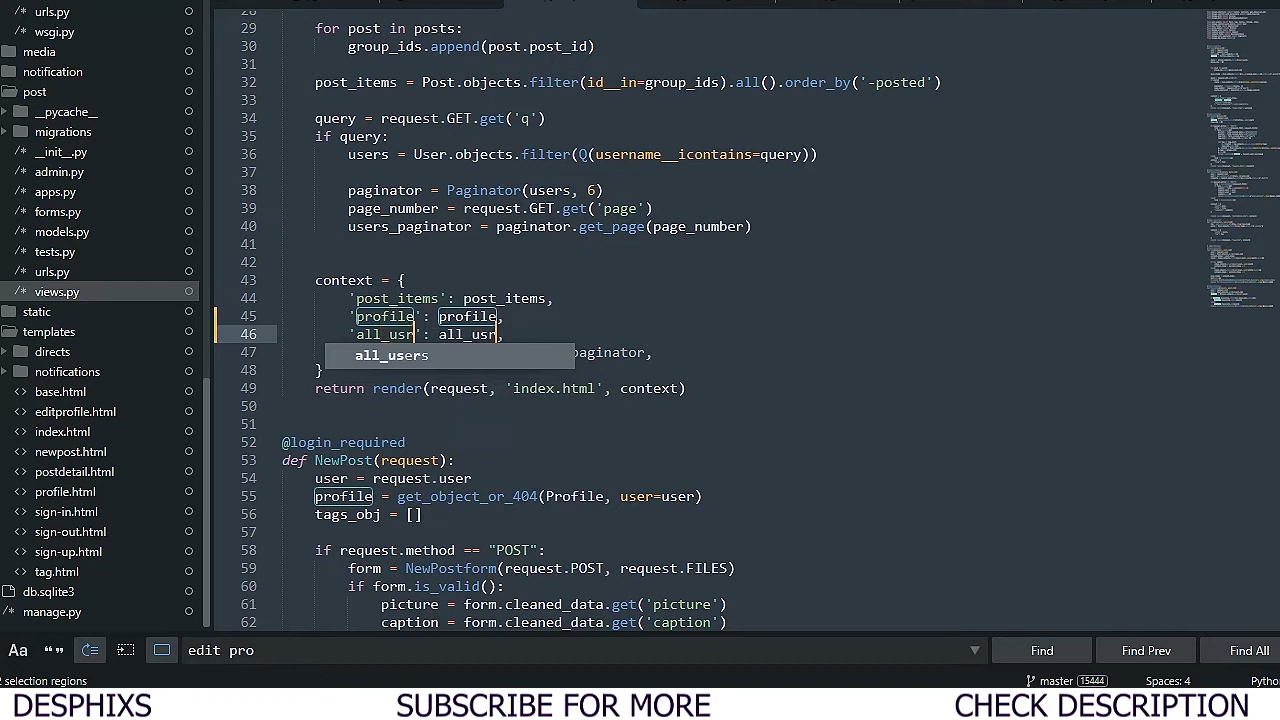 urls.py
wsgi.py
media
notification
post
__pycache__
migrations
__init__.py
admin.py
apps.py
forms.py
models.py
tests.py
urls.py
views.py
static
templates
directs
notifications
base.html
editprofile.html
index.html
newpost.html
postdetail.html
profile.html
sign-in.html
sign-out.html
sign-up.html
tag.html
db.sqlite3
manage.py
29 for post in posts:
30 group_ids.append(post.post_id)
31
32 post_items = Post.objects.filter(id__in=group_ids).all().order_by('-posted')
33
34 query = request.GET.get('q')
35 if query:
36 users = User.objects.filter(Q(username__icontains=query))
37
38 paginator = Paginator(users, 6)
39 page_number = request.GET.get('page')
40 users_paginator = paginator.get_page(page_number)
41
42
43 context = {
44 'post_items': post_items,
45 'profile': profile,
46 'all_usr': all_usr,
all_users
47 paginator,
48 }
49 return render(request, 'index.html', context)
50
51
52 @login_required
53 def NewPost(request):
54 user = request.user
55 profile = get_object_or_404(Profile, user=user)
56 tags_obj = []
57
58 if request.method == "POST":
59 form = NewPostform(request.POST, request.FILES)
60 if form.is_valid():
61 picture = form.cleaned_data.get('picture')
62 caption = form.cleaned_data.get('caption')
Aa “” edit pro Find Find Prev Find All
2 selection regions master 15444 Spaces: 4 Pytho
DESPHIXS SUBSCRIBE FOR MORE CHECK DESCRIPTION